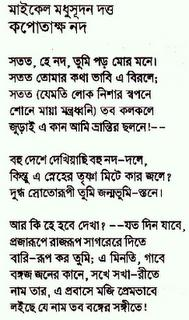 মাইকেল মধুসূদন দত্ত
কপোতাক্ষ নদ
সতত, হে নদ, তুমি পড় মোর মনে।
সতত তোমার কথা ভাবি এ বিরলে;
সতত (যেমতি লোক নিশার স্বপনে
শোনে মায়া মন্ত্রধ্বনি) তব কলকলে
জুড়াই এ কান আমি ভ্রান্তির ছলনে!--
বহু দেশে দেখিয়াছি বহু নদ-দলে,
কিন্তু এ স্নেহের তৃষ্ণা মিটে কার জলে?
দুগ্ধ স্রোতোরূপী তুমি জন্মভূমি-স্তনে।
আর কি হে হবে দেখা? --যত দিন যাবে,
প্রজারূপে রাজরূপ সাগরেরে দিতে
বারি-রূপ কর তুমি; এ মিনতি, গাবে
বঙ্গজ জনের কানে, সখে সখা-রীতে
নাম তার, এ প্রবাসে মজি প্রেমভাবে
লইছে যে নাম তব বঙ্গের সঙ্গীতে!